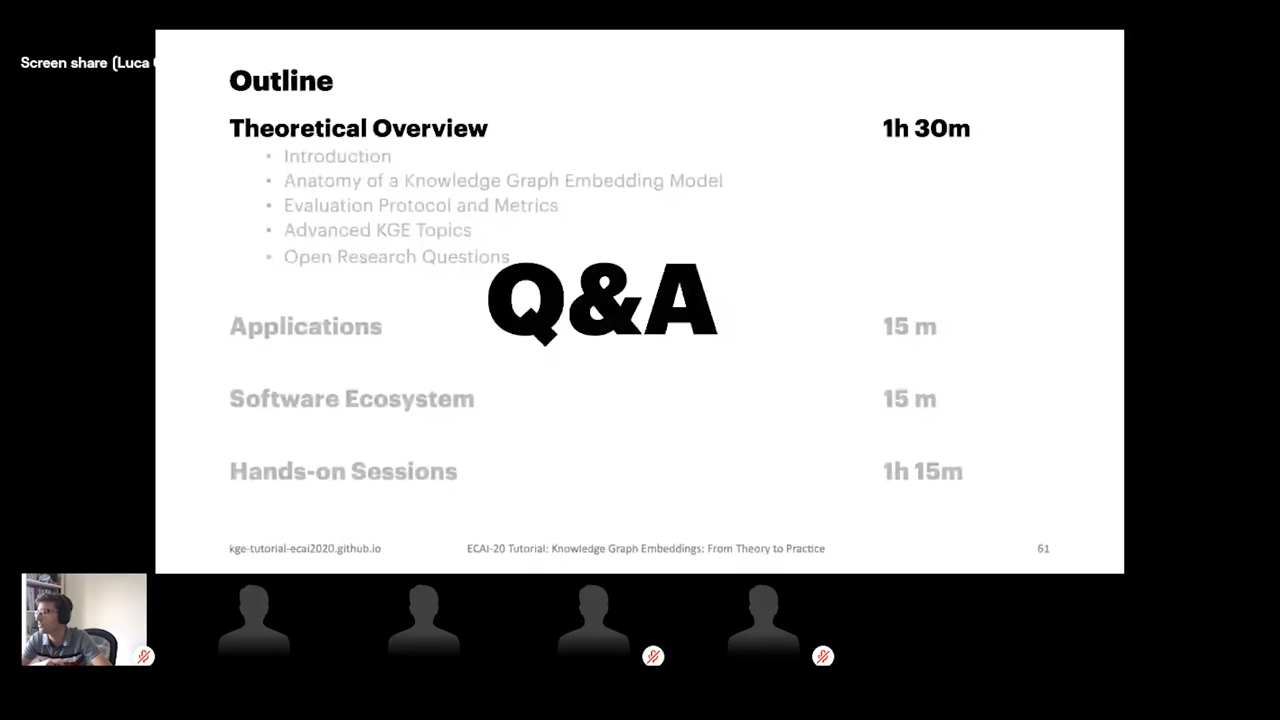 Screen share (Luca
Outline
Theoretical Overview 1h 30m
• Introduction
• Anatomy of a Knowledge Graph Embedding Model
• Evaluation Protocol and Metrics
• Advanced KGE Topics
• Open Research Questions
Q&A
Applications 15 m
Software Ecosystem 15 m
Hands-on Sessions 1h 15m
kge-tutorial-ecai2020.github.io ECAI-20 Tutorial: Knowledge Graph Embeddings: From Theory to Practice 61